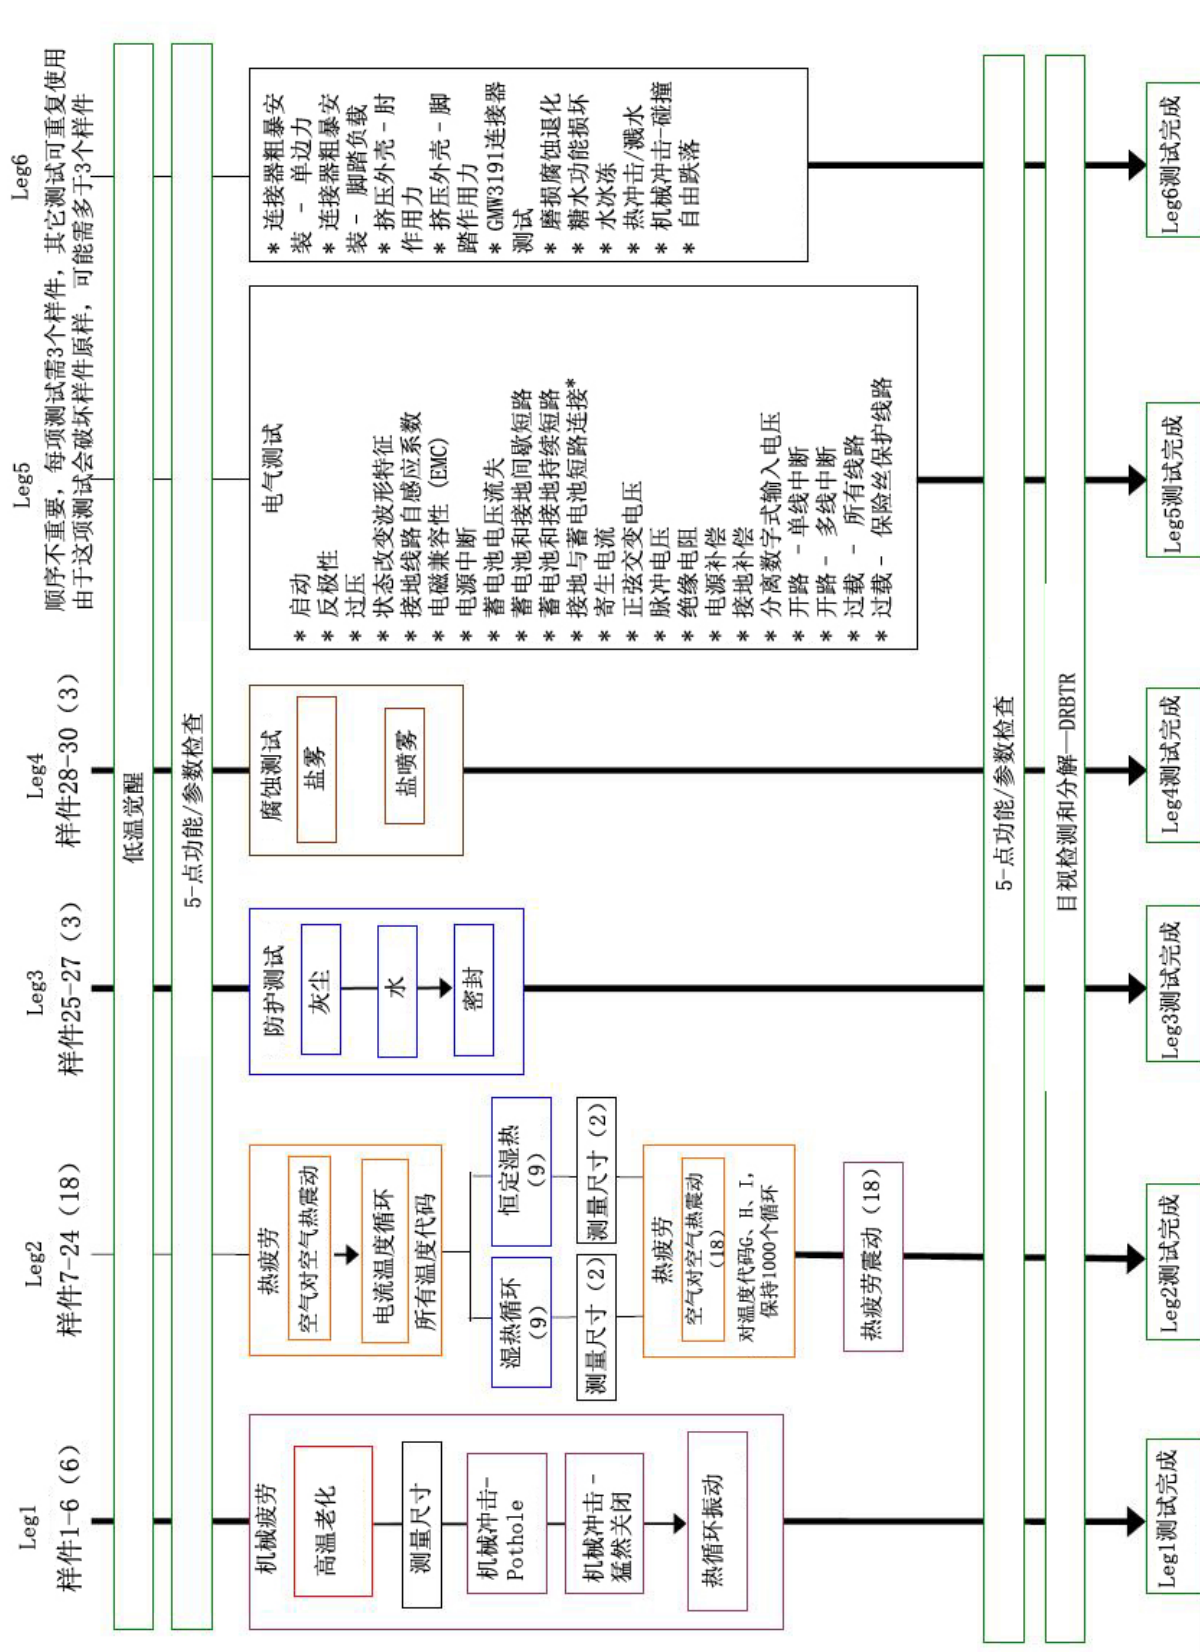 Leg1
样件1-6（6）
Leg2
样件7-24（18）
Leg3
样件25-27（3）
Leg4
样件28-30（3）
Leg5
Leg6
顺序不重要，每项测试需3个样件，其它测试可重复使用
由于这项测试会破坏样件原样，可能需多于3个样件
低温觉醒
5-点功能/参数检查
机械疲劳
高温老化
测量尺寸
机械冲击-
Pothole
机械冲击-
猛然关闭
热循环振动
热疲劳
空气对空气热震动
电流温度循环
所有温度代码
湿热循环
（9）
恒定湿热
（9）
测量尺寸（2）
测量尺寸（2）
热疲劳
空气对空气热震动
（18）
对温度代码G、H、I，
保持1000个循环
热疲劳震动（18）
防护测试
灰尘
水
密封
腐蚀测试
盐雾
盐喷雾
电气测试
* 启动
* 反极性
* 过压
* 状态改变波形特征
* 接地线路自感应系数
* 电磁兼容性 (EMC)
* 电源中断
* 蓄电池电压流失
* 蓄电池和接地间歇短路
* 蓄电池和接地持续短路
* 接地与蓄电池短路连接*
* 寄生电流
* 正弦交变电压
* 脉冲电压
* 绝缘电阻
* 电源补偿
* 接地补偿
* 分离数字式输入电压
* 开路 - 单线中断
* 开路 - 多线中断
* 过载 - 所有线路
* 过载 - 保险丝保护线路
* 连接器粗暴安
装 - 单边力
* 连接器粗暴安
装 - 脚踏负载
* 挤压外壳 - 肘
作用力
* 挤压外壳 - 脚
踏作用力
* GMW3191连接器
测试
* 磨损腐蚀退化
* 糖水功能损坏
* 水冰冻
* 热冲击/溅水
* 机械冲击-碰撞
* 自由跌落
5-点功能/参数检查
目视检测和分解—DRBTR
Leg1测试完成
Leg2测试完成
Leg3测试完成
Leg4测试完成
Leg5测试完成
Leg6测试完成